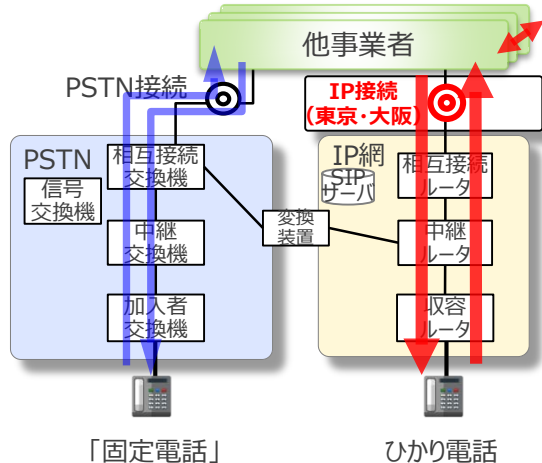 他事業者
PSTN接続
IP接続
（東京・大阪）
PSTN
相互接続
交換機
信号
交換機
中継
交換機
加入者
交換機
変換
装置
IP網
SIP
サーバ
相互接続
ルータ
中継
ルータ
収容
ルータ
「固定電話」
ひかり電話